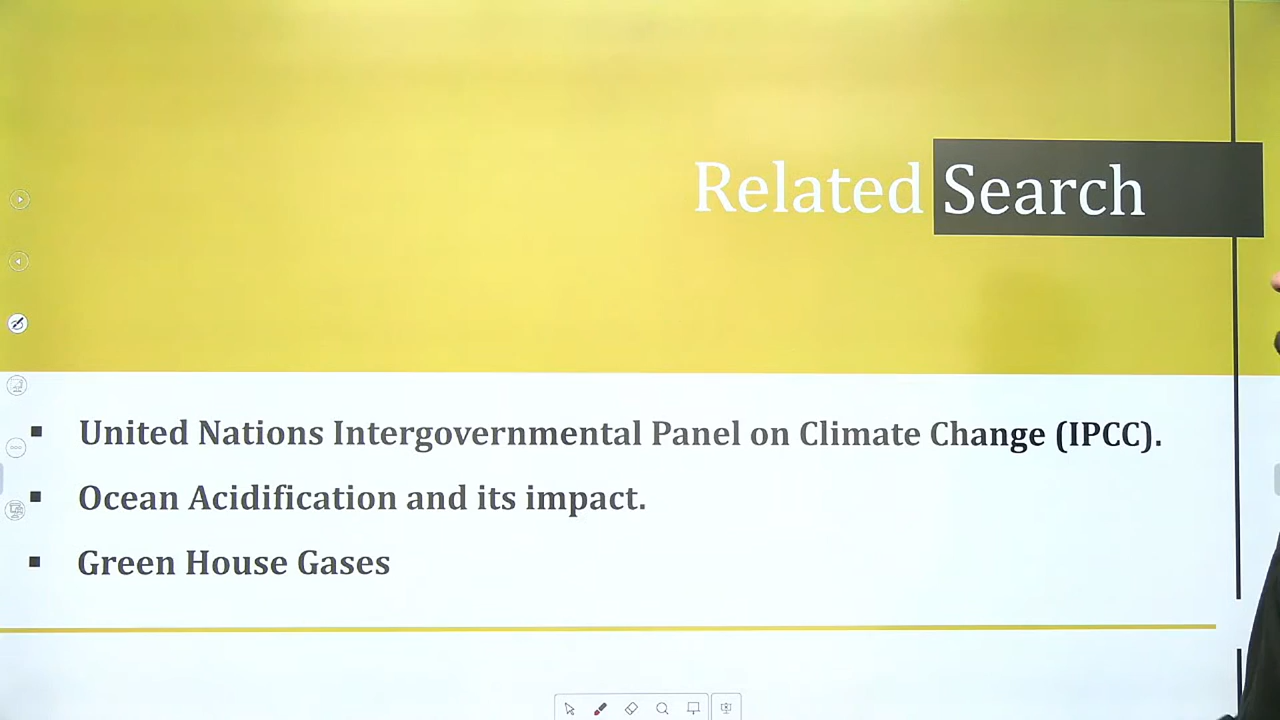 Related Search
▪ United Nations Intergovernmental Panel on Climate Change (IPCC).
▪ Ocean Acidification and its impact.
▪ Green House Gases